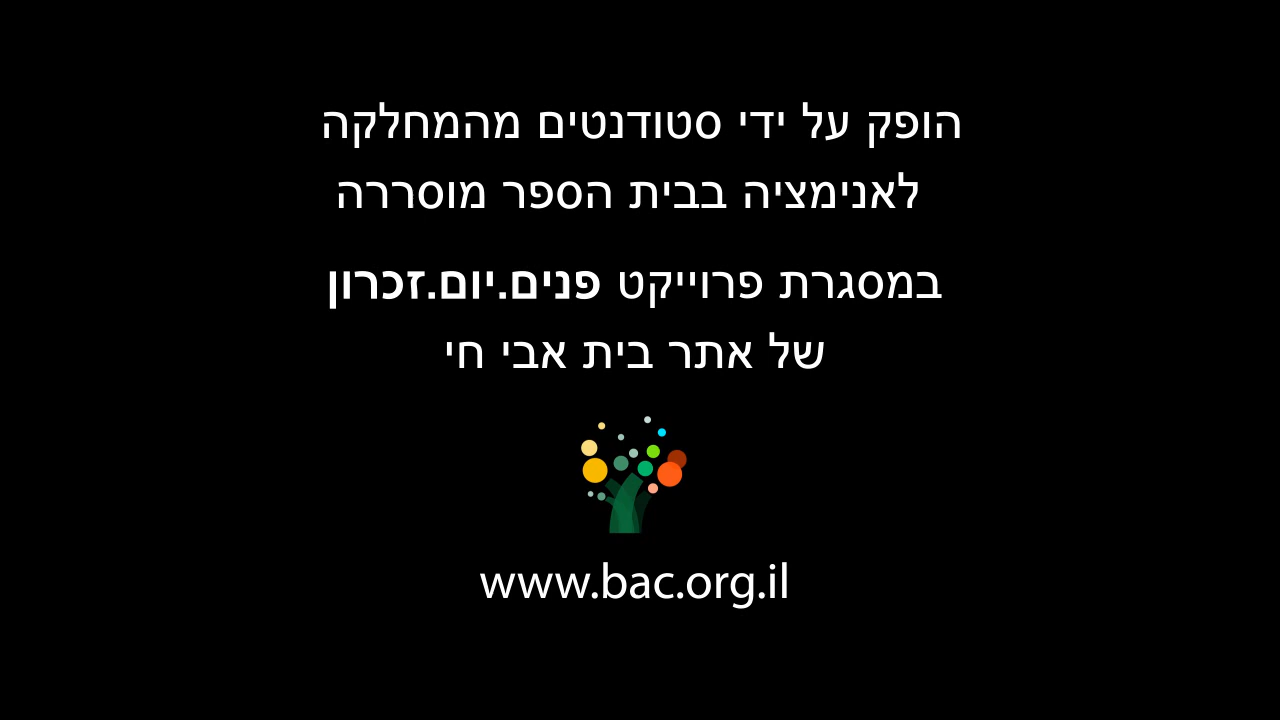 הופק על ידי סטודנטים מהמחלקה
לאנימציה בבית הספר מוסררה
במסגרת פרוייקט פנים.יום.זכרון
של אתר בית אבי חי
www.bac.org.il